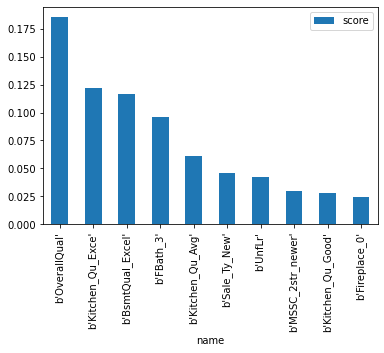 score
0.175
0.150
0.125
0.100
0.075
0.050
0.025
0.000
b'OverallQual'
b'Kitchen_Qu_Exce'
b'BsmtQual_Excel'
b'FBath_3'
b'Kitchen_Qu_Avg'
b'Sale_Ty_New'
b'UnfLr'
b'MSSC_2str_newer'
b'Kitchen_Qu_Good'
b'Fireplace_0'
name